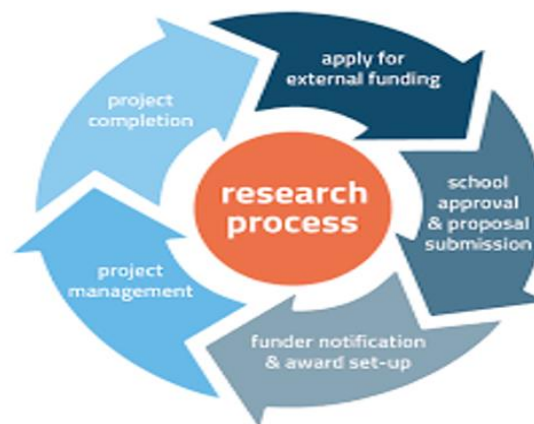 apply for
external funding
school
approval
& proposal
submission
funder notification
& award set-up
project
management
project
completion
research
process